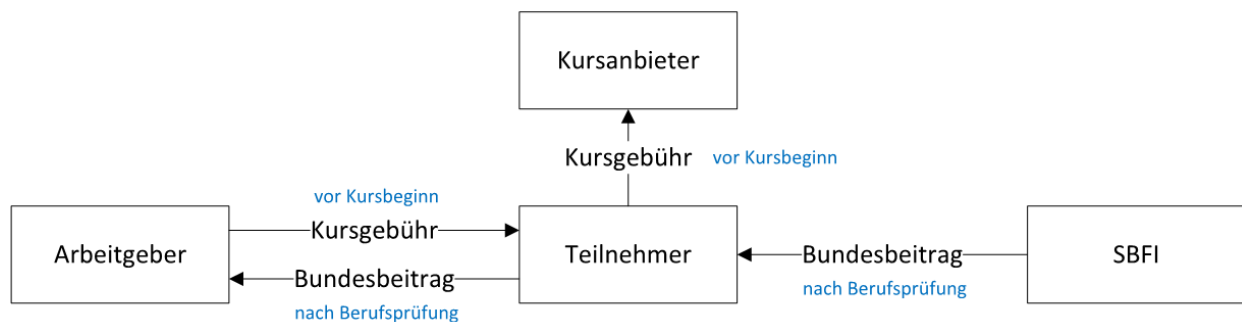 Kursanbieter
Kursgebühr vor Kursbeginn
vor Kursbeginn
Arbeitgeber Kursgebühr Teilnehmer Bundesbeitrag SBFI
Bundesbeitrag nach Berufsprüfung
nach Berufsprüfung